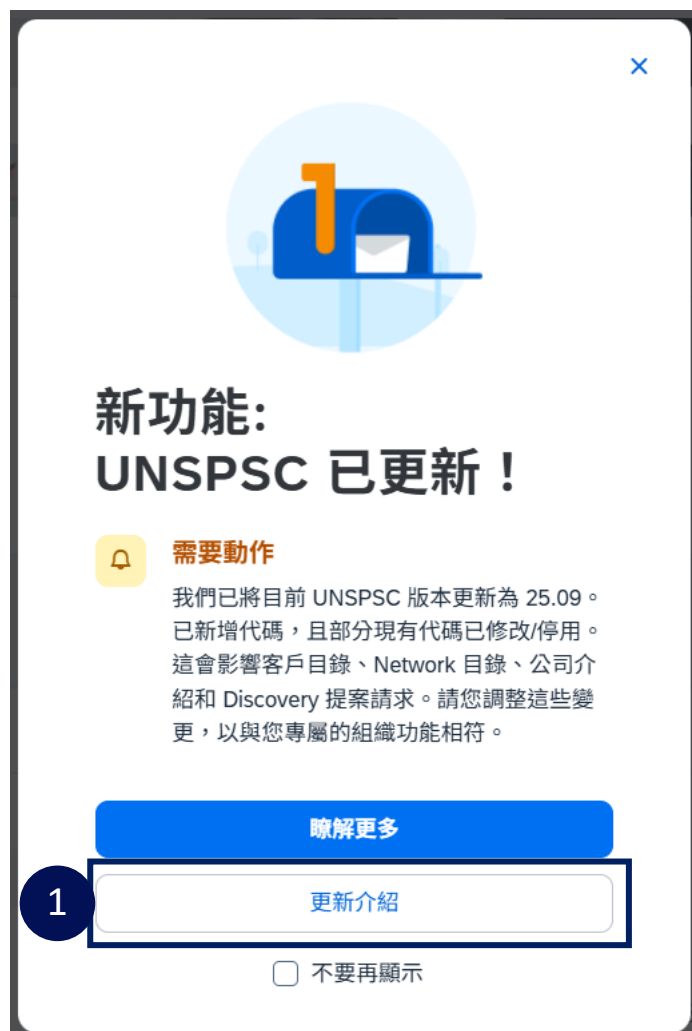 新功能:
UNSPSC 已更新！
需要動作
我們已將目前 UNSPSC 版本更新為 25.09。
已新增代碼，且部分現有代碼已修改/停用。
這會影響客戶目錄、Network 目錄、公司介
紹和 Discovery 提案請求。請您調整這些變
更，以與您專屬的組織功能相符。
瞭解更多
1
更新介紹
不要再顯示